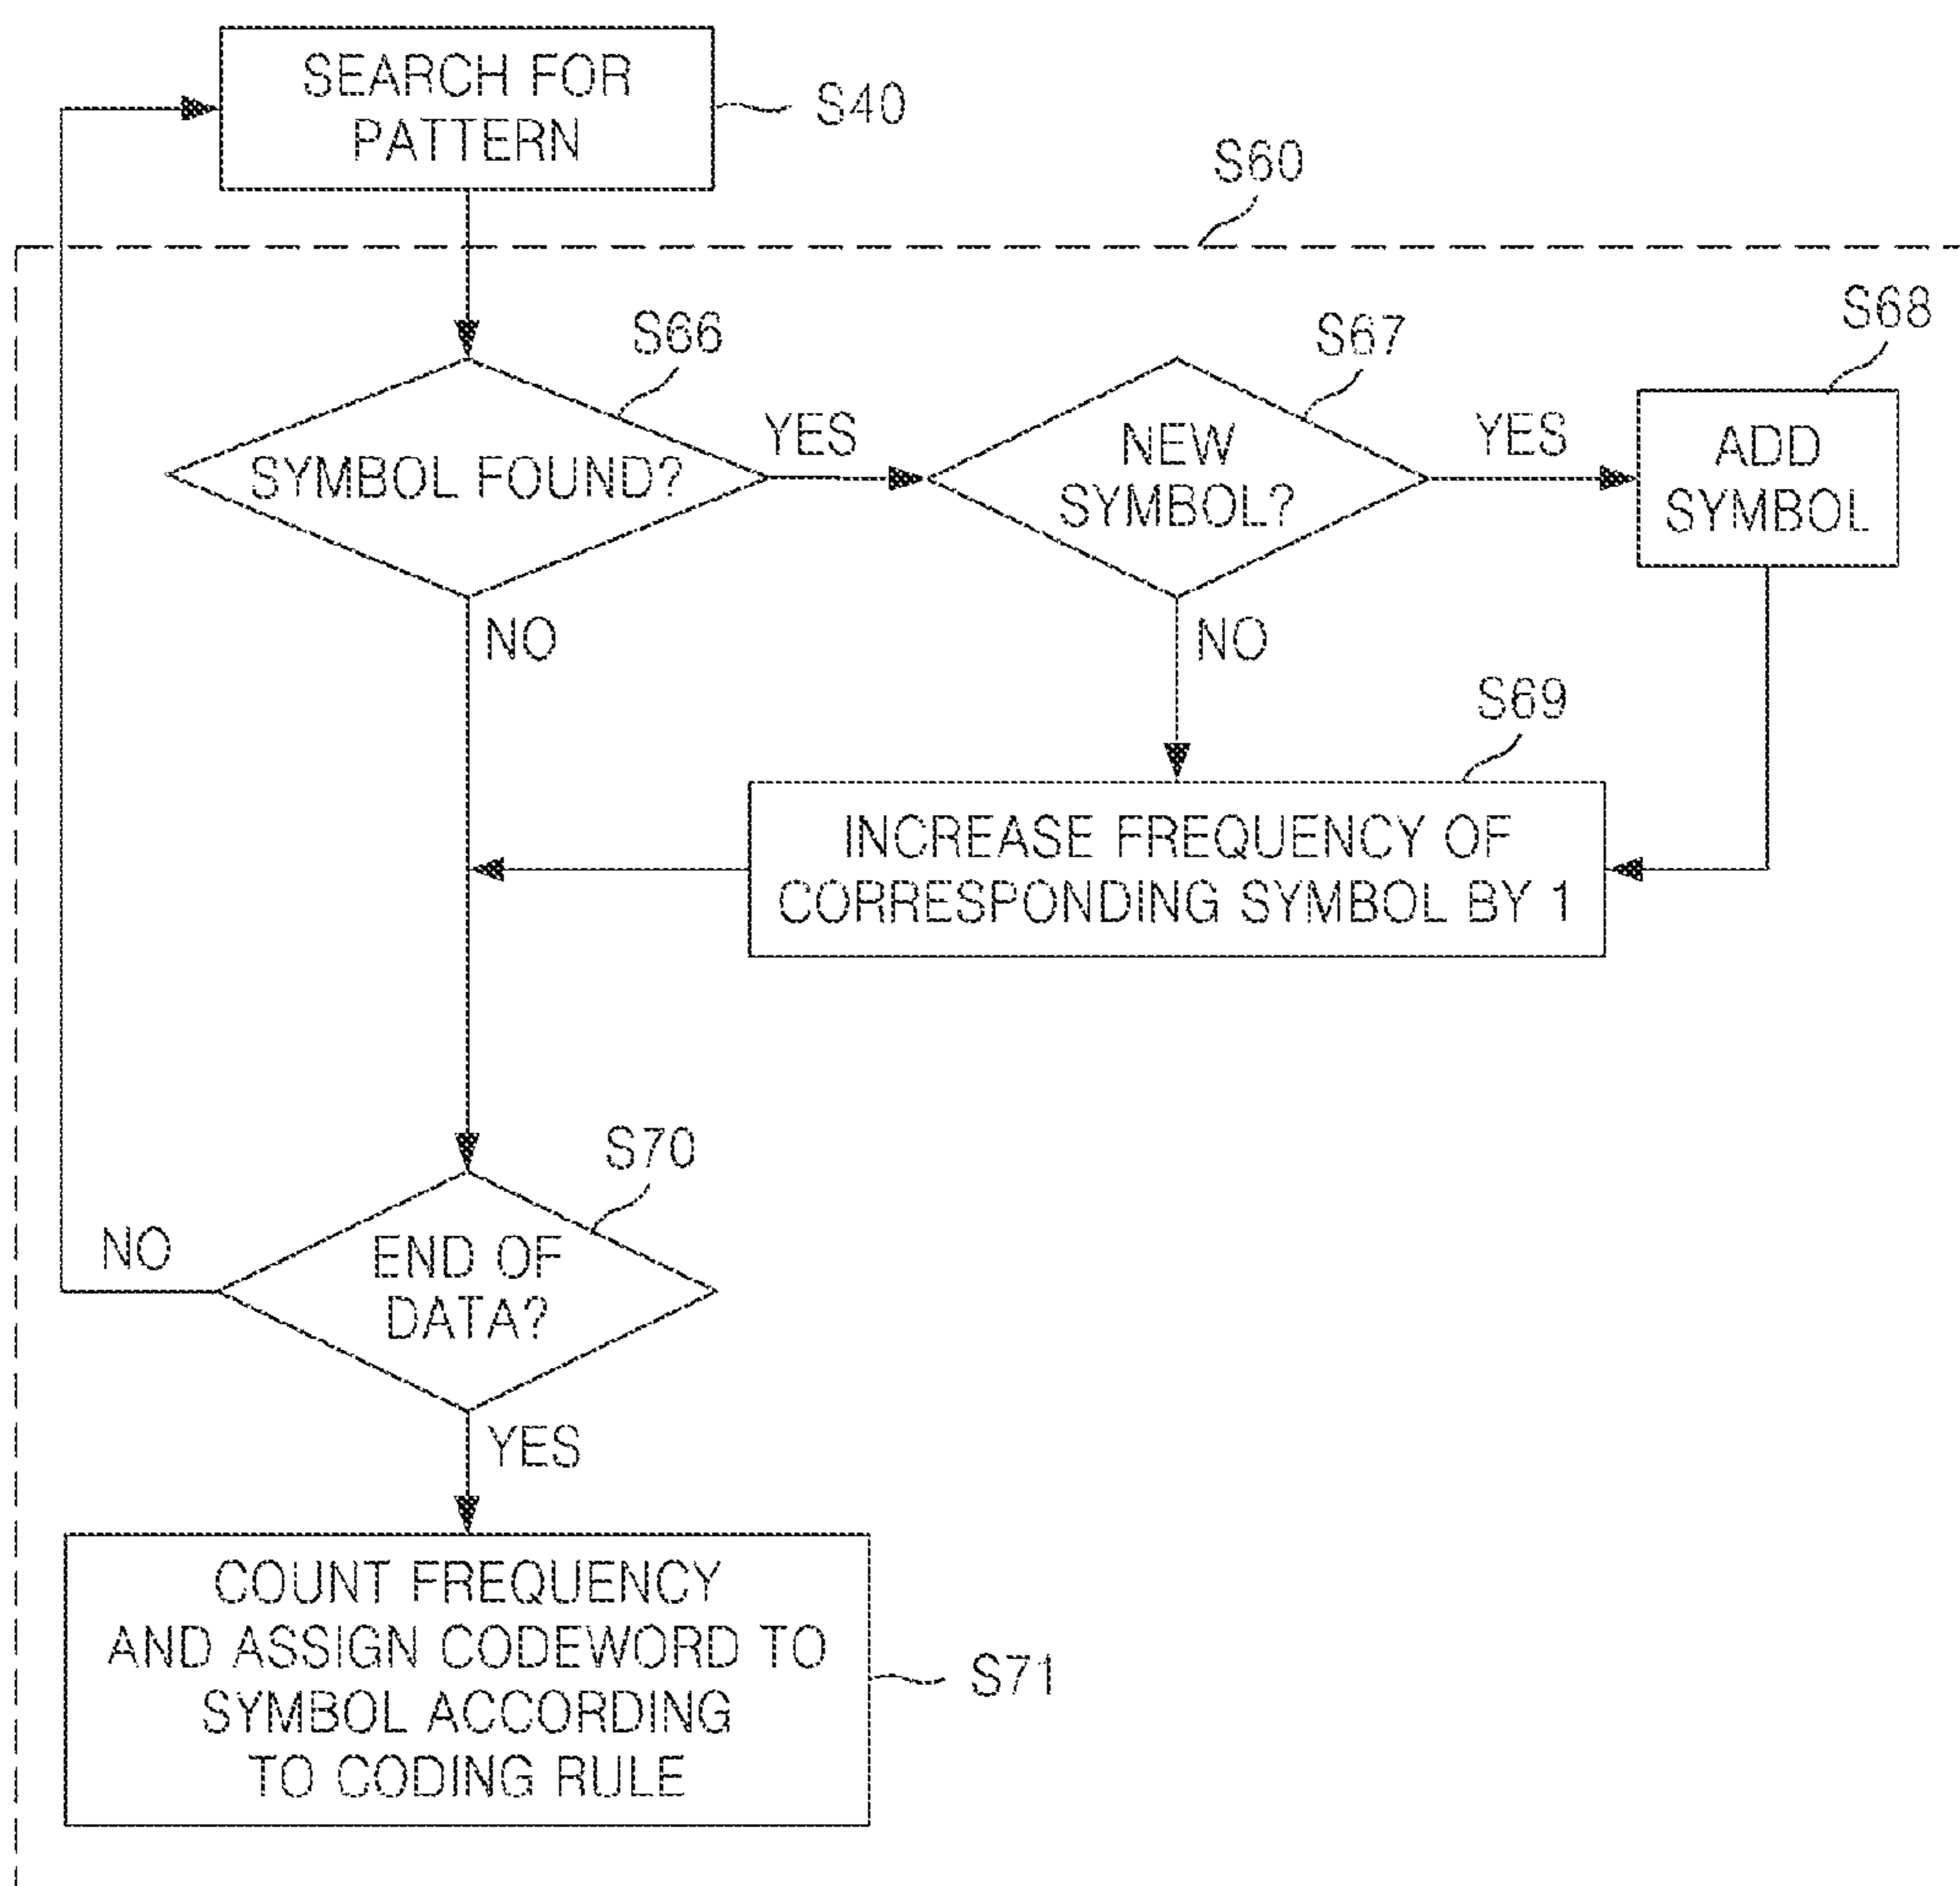 SEARCH FOR
PATTERN
S40
S60
S66
S67
S68
SYMBOL FOUND?
YES
NEW
SYMBOL?
YES
ADD
SYMBOL
NO
NO
S69
INCREASE FREQUENCY OF
CORRESPONDING SYMBOL BY 1
S70
NO
END OF
DATA?
YES
COUNT FREQUENCY
AND ASSIGN CODEWORD TO
SYMBOL ACCORDING
TO CODING RULE
S71